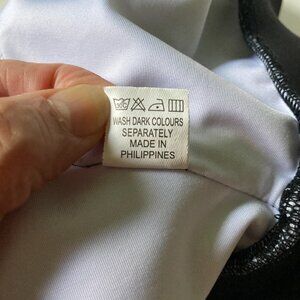 WASH DARK COLOURS
SEPARATELY
MADE IN
PHILIPPINES